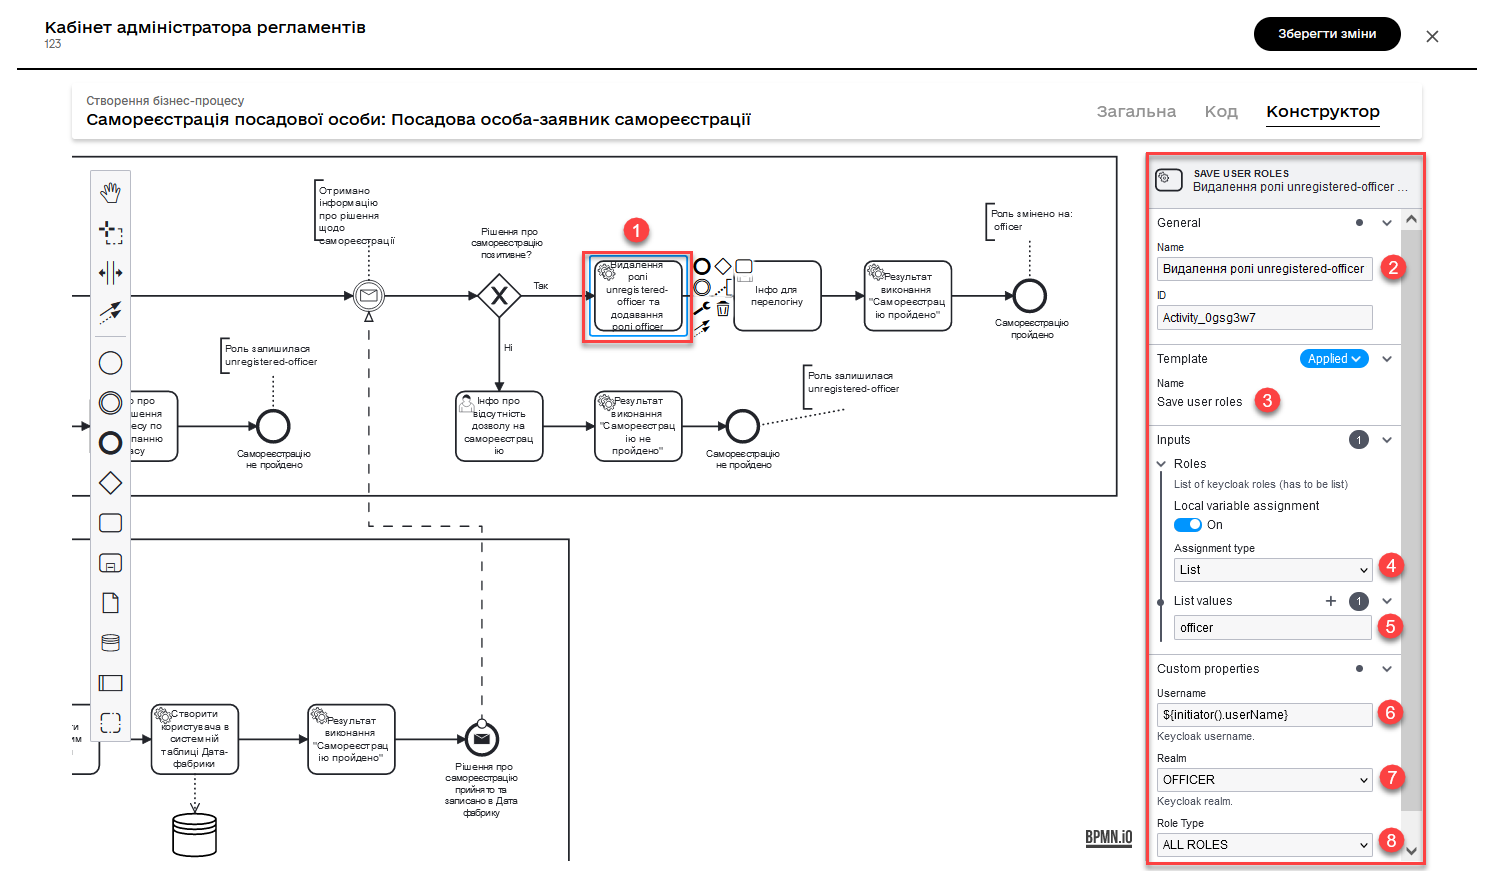 Кабінет адміністратора регламентів
123
Зберегти зміни
Створення бізнес-процесу
Самореєстрація посадової особи: Посадова особа-заявник самореєстрації
Загальна
Код
Конструктор
Отримано
інформацію
про рішення
щодо
самореєстрації
Рішення про
самореєстрацію
позитивне?
Так
Ні
1
Видалення
ролі
unregistered-
officer та
додавання
ролі officer
Інфо для
перелогіну
Результат
виконання
"Самореєстрац
ію пройдено"
Роль змінено на:
officer
Самореєстрацію
пройдено
Роль залишилася
unregistered-officer
Самореєстрацію
не пройдено
Інфо про
відсутність
дозволу на
самореєстрац
ію
Результат
виконання
"Самореєстрац
ію не
пройдено"
Роль залишилася
unregistered-officer
Самореєстрацію
не пройдено
Створити
користувача в
системній
таблиці Дата-
фабрики
Результат
виконання
"Самореєстрац
ію пройдено"
Рішення про
самореєстрацію
прийнято та
записано в Дата
фабрику
BPMN.iO
SAVE USER ROLES
Видалення ролі unregistered-officer ...
General
Name
Видалення ролі unregistered-officer
2
ID
Activity_0gsg3w7
Template
Applied
Name
Save user roles
3
Inputs
1
Roles
List of keycloak roles (has to be list)
Local variable assignment
On
Assignment type
List
4
List values
1
officer
5
Custom properties
Username
${initiator().userName}
6
Keycloak username.
Realm
OFFICER
7
Keycloak realm.
Role Type
ALL ROLES
8